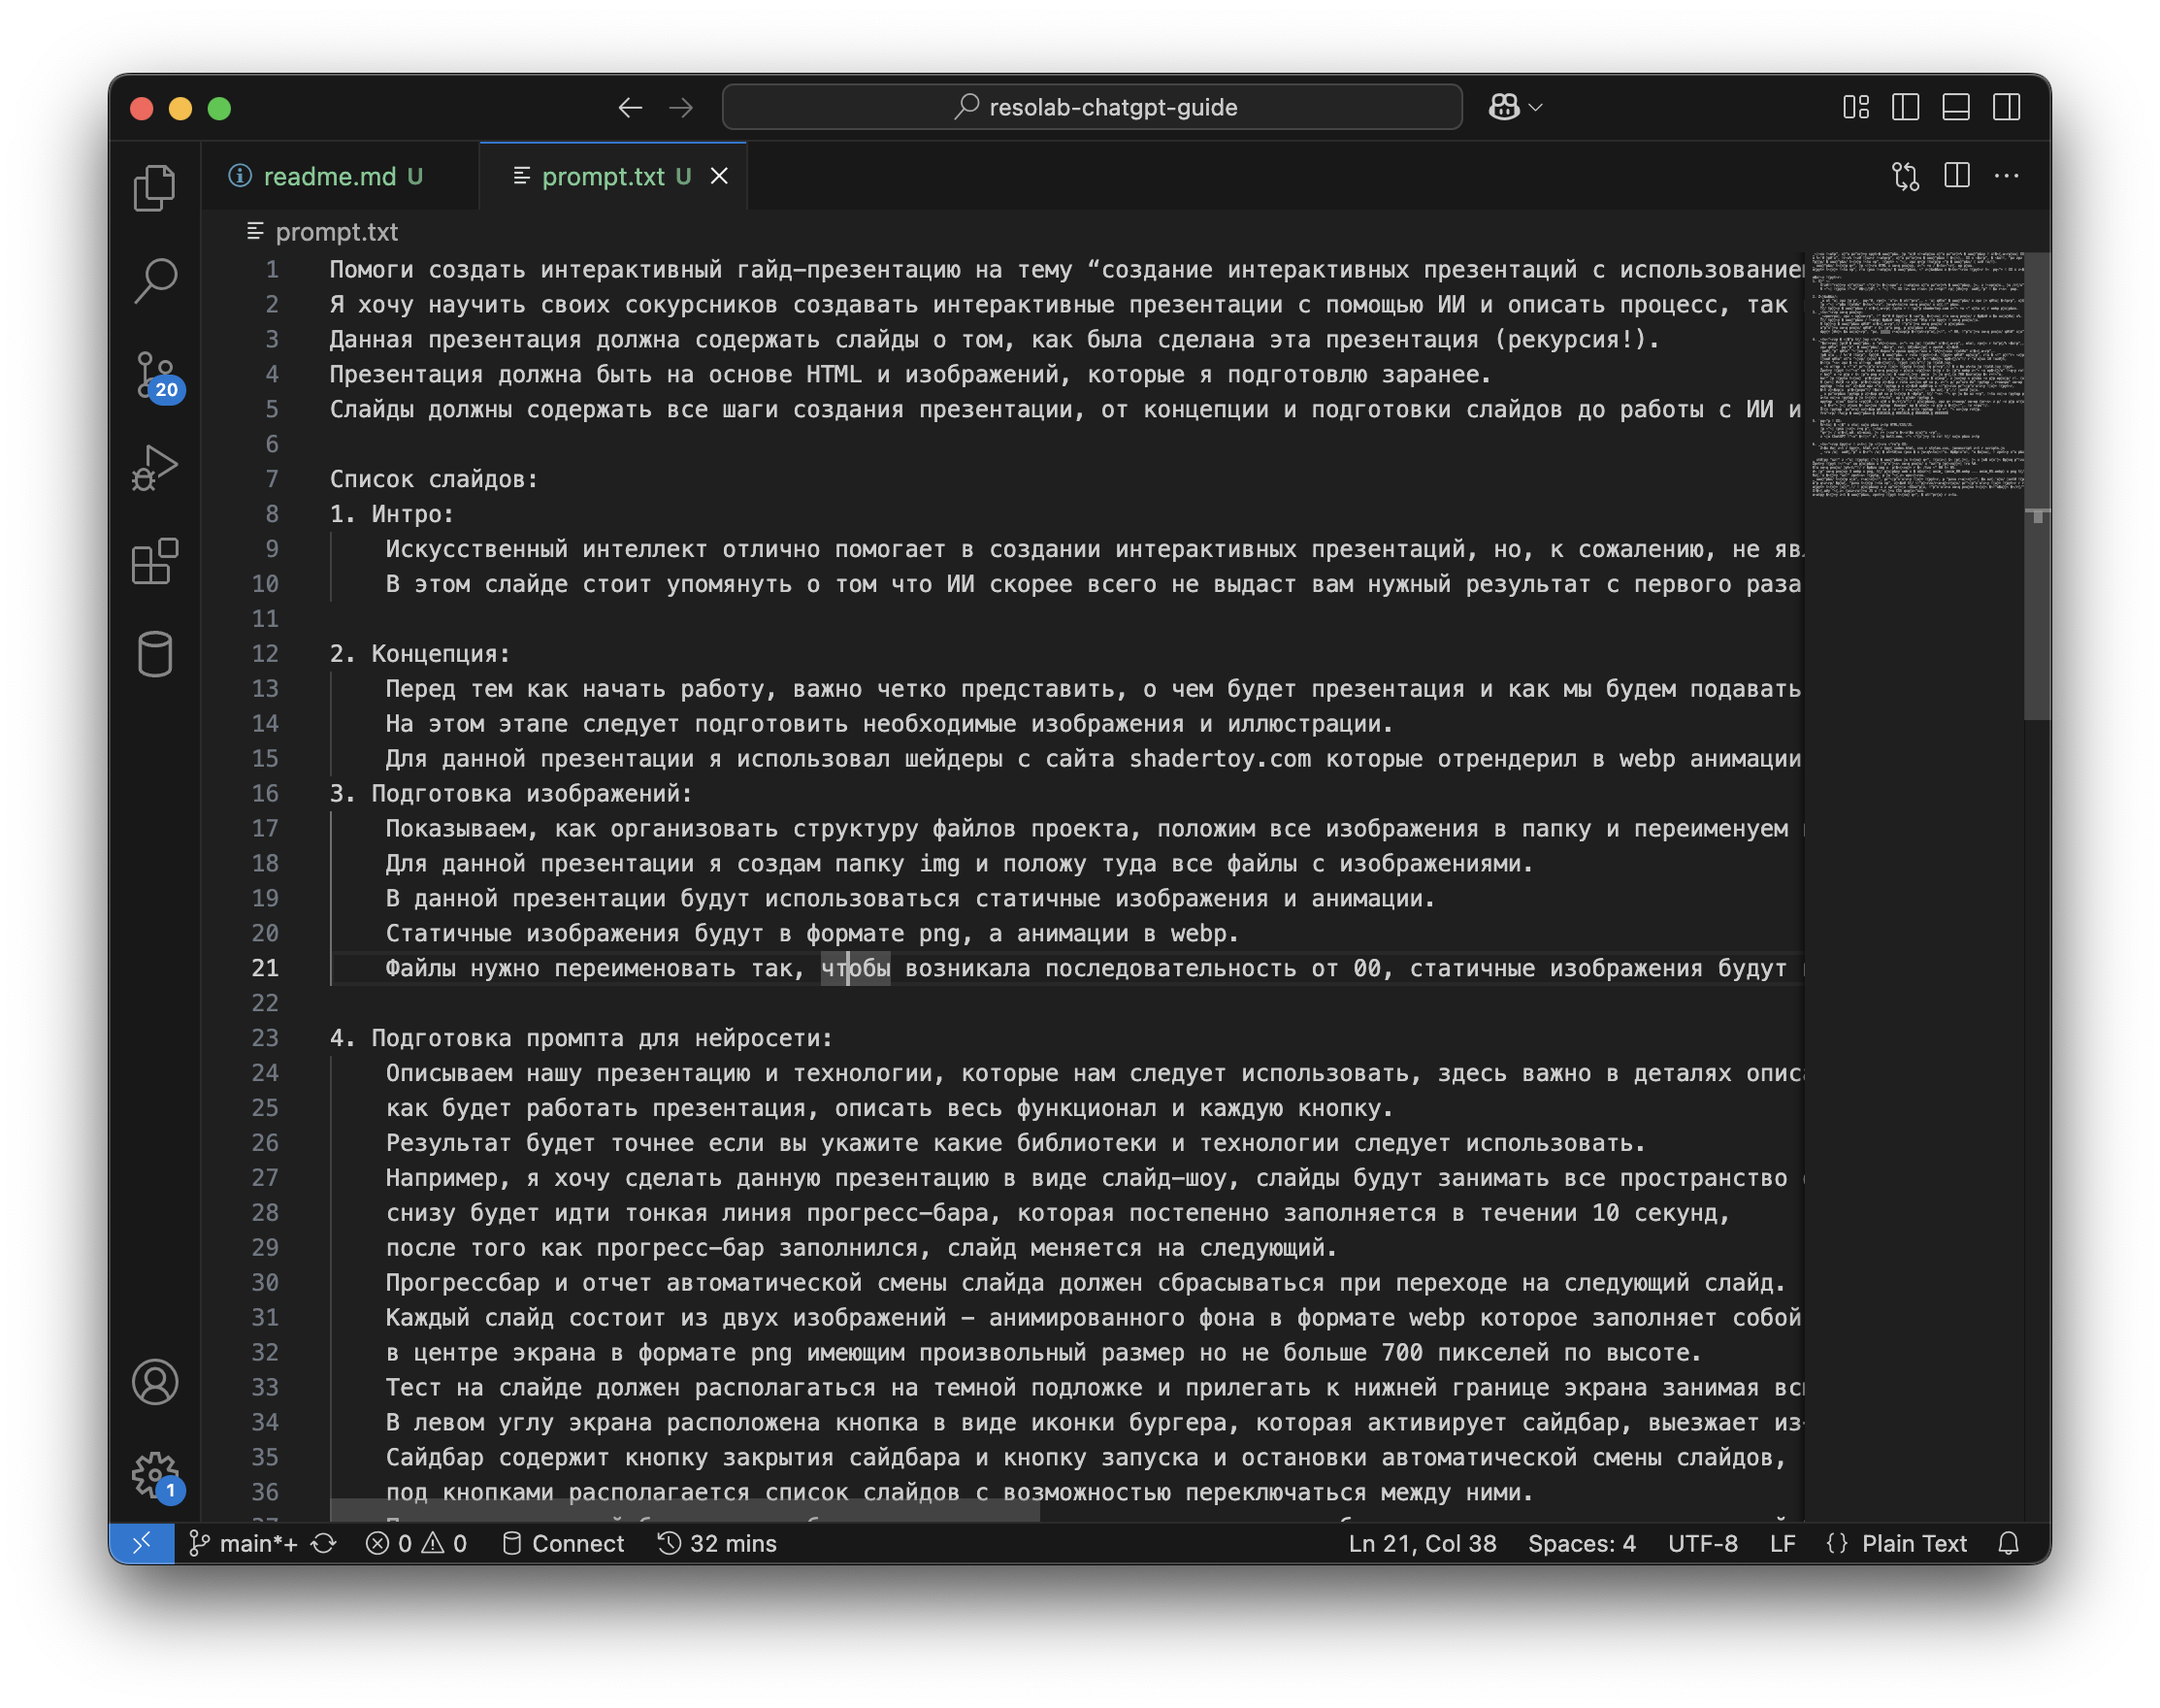 resolab-chatgpt-guide
readme.md U
prompt.txt U
prompt.txt
1 Помоги создать интерактивный гайд-презентацию на тему “создание интерактивных презентаций с
2 Я хочу научить своих сокурсников создавать интерактивные презентации с помощью ИИ и описать процесс, так
3 Данная презентация должна содержать слайды о том, как была сделана эта презентация (рекурсия!).
4 Презентация должна быть на основе HTML и изображений, которые я подготовлю заранее.
5 Слайды должны содержать все шаги создания презентации, от концепции и подготовки слайдов до работы с ИИ и
6
7 Список слайдов:
8 1. Интро:
9 Искусственный интеллект отлично помогает в создании интерактивных презентаций, но, к сожалению, не
10 В этом слайде стоит упомянуть о том что ИИ скорее всего не выдаст вам нужный результат с первого раза
11
12 2. Концепция:
13 Перед тем как начать работу, важно четко представить, о чем будет презентация и как мы будем подавать
14 На этом этапе следует подготовить необходимые изображения и иллюстрации.
15 Для данной презентации я использовал шейдеры с сайта shadertoy.com которые отрендерил в webp анимации
16 3. Подготовка изображений:
17 Показываем, как организовать структуру файлов проекта, положим все изображения в папку и переименуем
18 Для данной презентации я создам папку img и положу туда все файлы с изображениями.
19 В данной презентации будут использоваться статичные изображения и анимации.
20 Статичные изображения будут в формате png, а анимации в webp.
21 Файлы нужно переименовать так, чтобы возникала последовательность от 00, статичные изображения будут
22
23 4. Подготовка промпта для нейросети:
24 Описываем нашу презентацию и технологии, которые нам следует использовать, здесь важно в деталях
25 как будет работать презентация, описать весь функционал и каждую кнопку.
26 Результат будет точнее если вы укажите какие библиотеки и технологии следует использовать.
27 Например, я хочу сделать данную презентацию в виде слайд-шоу, слайды будут занимать все пространство
28 снизу будет идти тонкая линия прогресс-бара, которая постепенно заполняется в течении 10 секунд,
29 после того как прогресс-бар заполнился, слайд меняется на следующий.
30 Прогрессбар и отчет автоматической смены слайда должен сбрасываться при переходе на следующий слайд.
31 Каждый слайд состоит из двух изображений – анимированного фона в формате webp которое заполняет собой
32 в центре экрана в формате png имеющим произвольный размер но не больше 700 пикселей по высоте.
33 Тест на слайде должен располагаться на темной подложке и прилегать к нижней границе экрана занимая
34 В левом углу экрана расположена кнопка в виде иконки бургера, которая активирует сайдбар, выезжает
35 Сайдбар содержит кнопку закрытия сайдбара и кнопку запуска и остановки автоматической смены слайдов,
36 под кнопками располагается список слайдов с возможностью переключаться между ними.
20
1
main*+ 0 0 Connect 32 mins Ln 21, Col 38 Spaces: 4 UTF-8 LF {} Plain Text